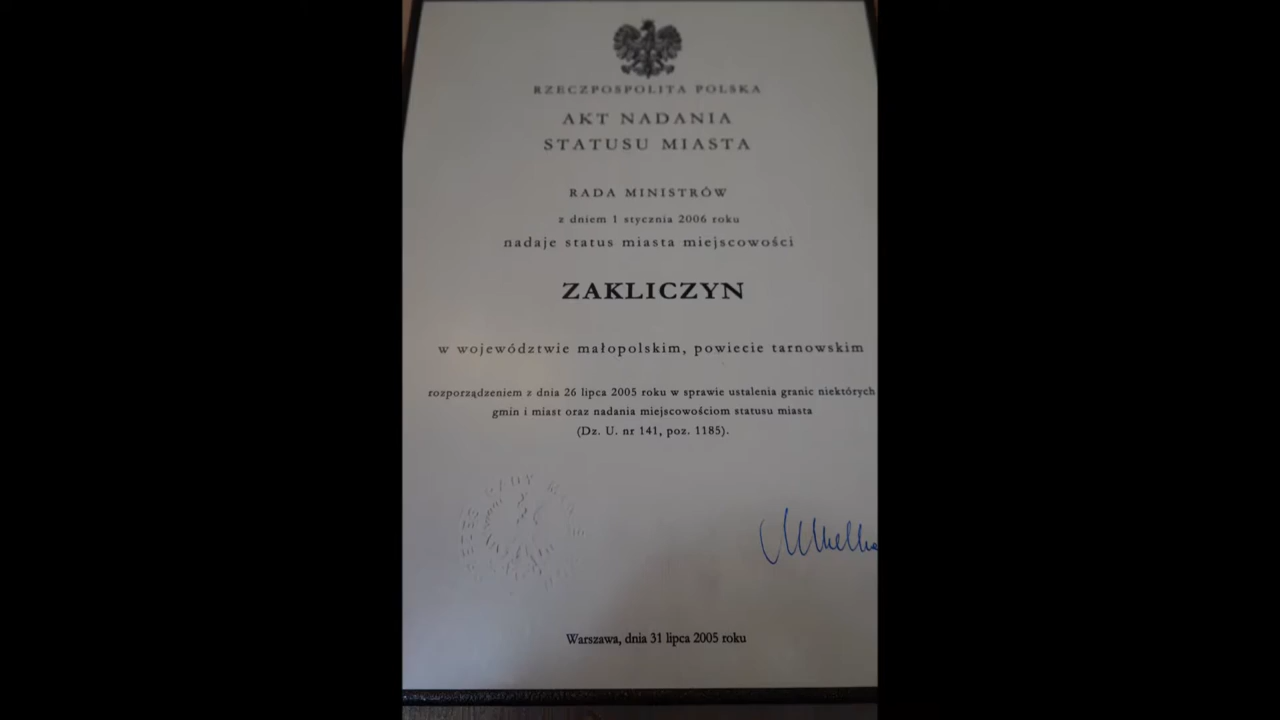 RZECZPOSPOLITA POLSKA
AKT NADANIA
STATUSU MIASTA
RADA MINISTRÓW
z dniem 1 stycznia 2006 roku
nadaje status miasta miejscowości
ZAKLICZYN
w województwie małopolskim, powiecie tarnowskim
rozporządzeniem z dnia 26 lipca 2005 roku w sprawie ustalenia granic niektórych
gmin i miast oraz nadania miejscowościom statusu miasta
(Dz. U. nr 141, poz. 1185).
Warszawa, dnia 31 lipca 2005 roku